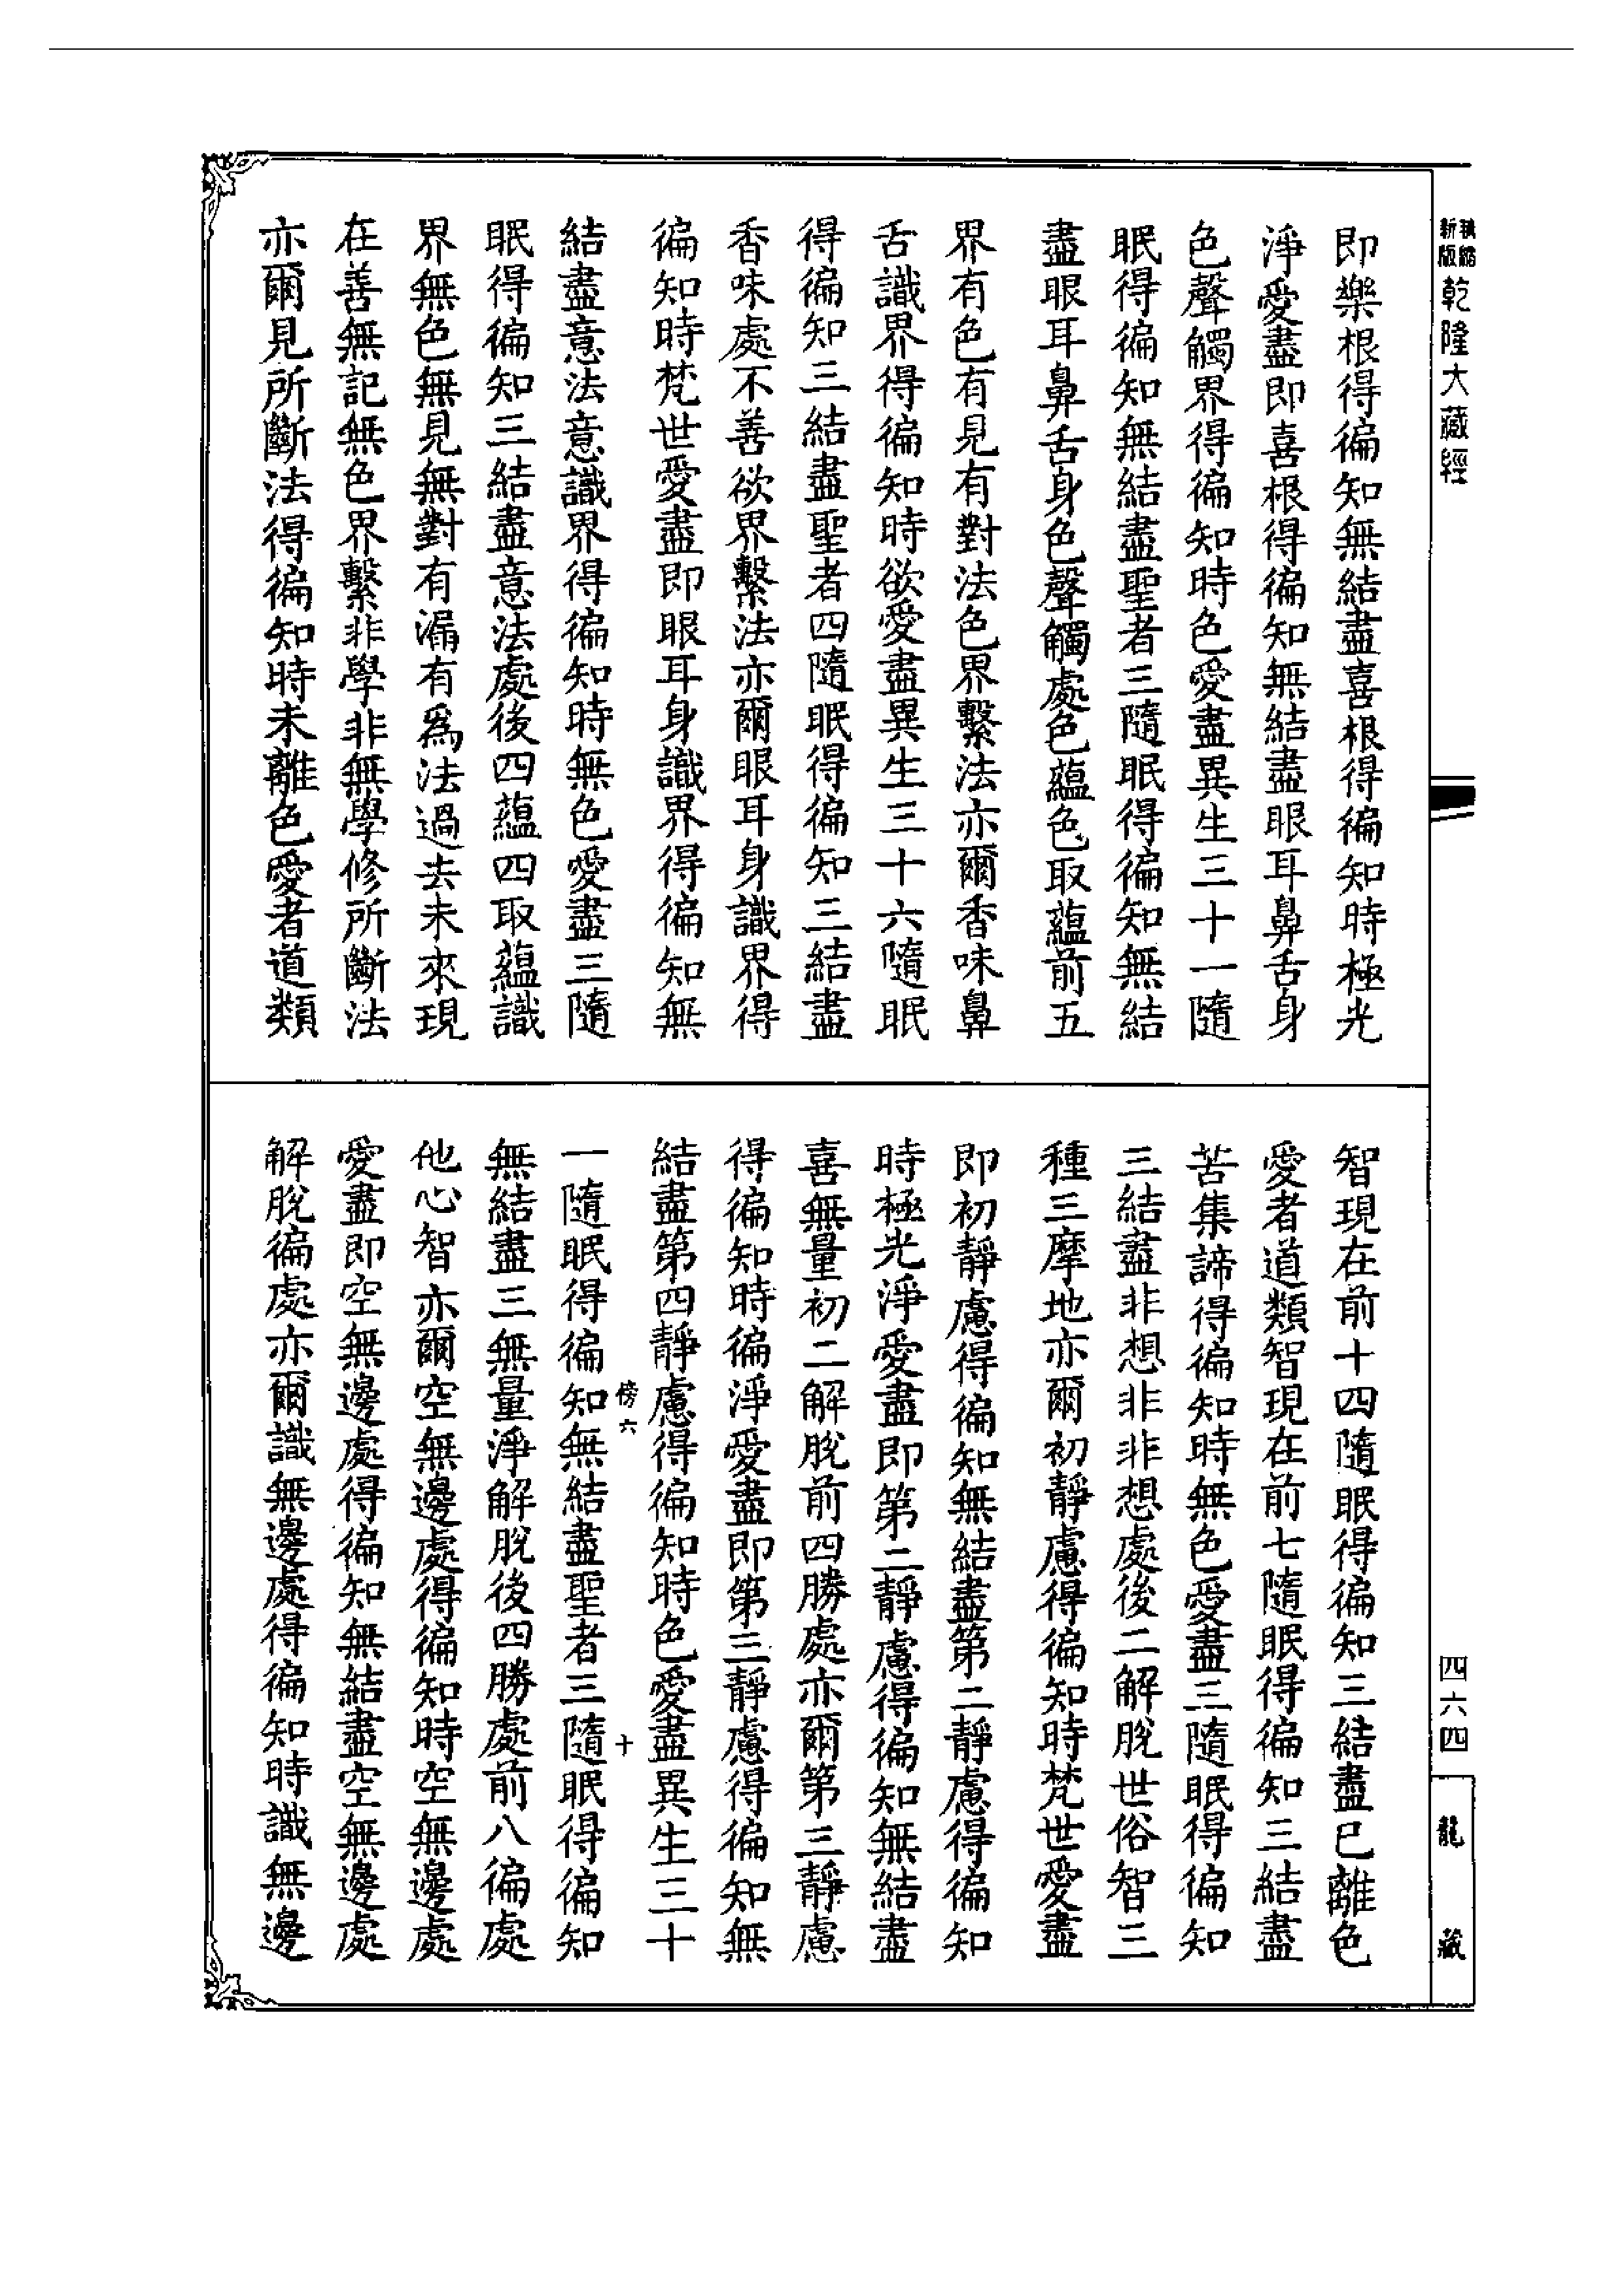 新版
乾隆大藏經
即樂根得徧知無結盡喜根得徧知時極光
淨愛盡即喜根得徧知無結盡眼耳鼻舌身
色聲觸界得徧知時色愛盡異生三十一隨
眠得徧知無結盡聖者三隨眠得徧知無結
盡眼耳鼻舌身色聲觸處色蘊色取蘊前五
界有色有見有對法色界繫法亦爾香味鼻
舌識界得徧知時欲愛盡異生三十六隨眠
得徧知三結盡聖者四隨眠得徧知三結盡
香味處不善欲界繫法亦爾眼耳身識界得
徧知時梵世愛盡即眼耳身識界得徧知無
結盡意法意識界得徧知時無色愛盡三隨
眠得徧知三結盡意法處後四蘊四取蘊識
界無色無見無對有漏有為法過去未來現
在善無記無色界繫非學非無學修所斷法
亦爾見所斷法得徧知時未離色愛者道類
智現在前十四隨眠得徧知三結盡已離色
愛者道類智現在前七隨眠得徧知三結盡
苦集諦得徧知時無色愛盡三隨眠得徧知
三結盡非想非非想處後二解脫世俗智三
種三摩地亦爾初靜慮得徧知時梵世愛盡
即初靜慮得徧知無結盡第二靜慮得徧知
時極光淨愛盡即第二靜慮得徧知無結盡
喜無量初二解脫前四勝處亦爾第三靜慮
得徧知時徧淨愛盡即第三靜慮得徧知無
結盡第四靜慮得徧知時色愛盡異生三十
傍六
十
一隨眠得徧知無結盡聖者三隨眠得徧知
無結盡三無量淨解脫後四勝處前八徧處
他心智亦爾空無邊處得徧知時空無邊處
愛盡即空無邊處得徧知無結盡空無邊處
解脫徧處亦爾識無邊處得徧知時識無邊
四六四
龍藏